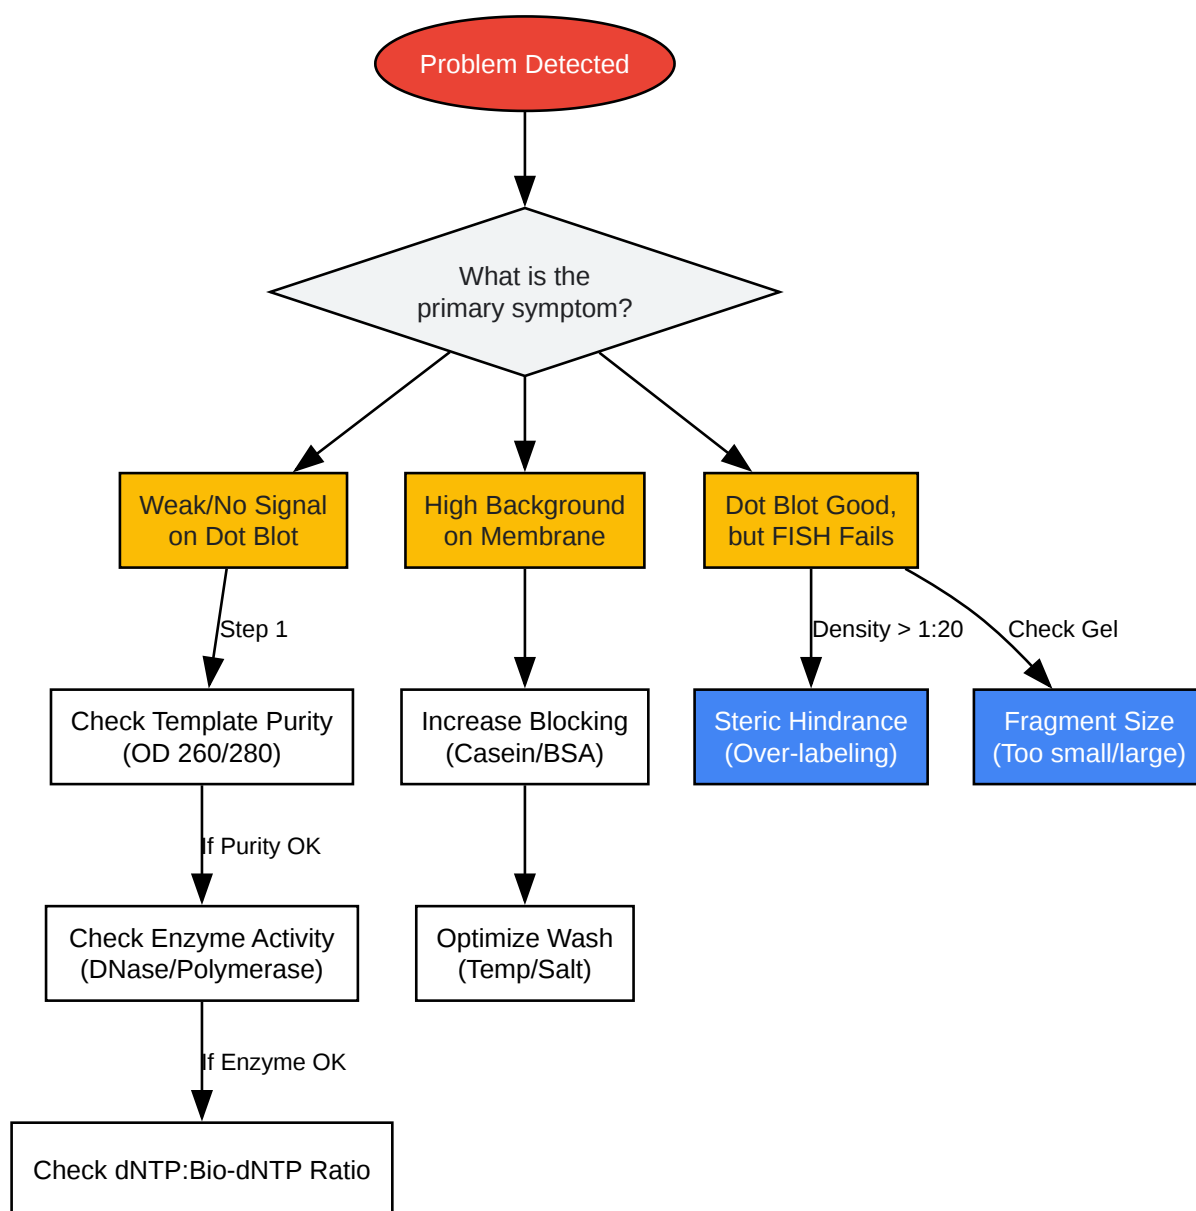 Problem Detected
What is the
primary symptom?
Weak/No Signal
on Dot Blot
High Background
on Membrane
Dot Blot Good,
but FISH Fails
Step 1
Density > 1:20
Check Gel
Check Template Purity
(OD 260/280)
Increase Blocking
(Casein/BSA)
Steric Hindrance
(Over-labeling)
Fragment Size
(Too small/large)
If Purity OK
Check Enzyme Activity
(DNase/Polymerase)
Optimize Wash
(Temp/Salt)
If Enzyme OK
Check dNTP:Bio-dNTP Ratio